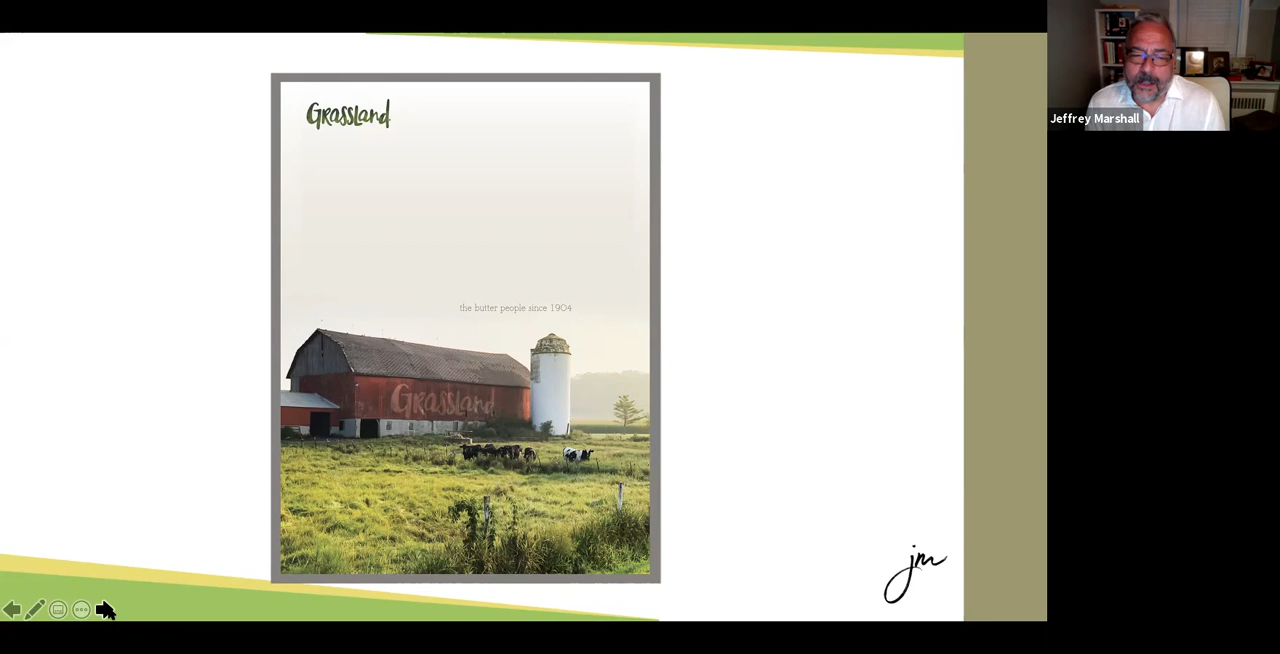 Grassland
the butter people since 1904
Grassland
jm
Jeffrey Marshall